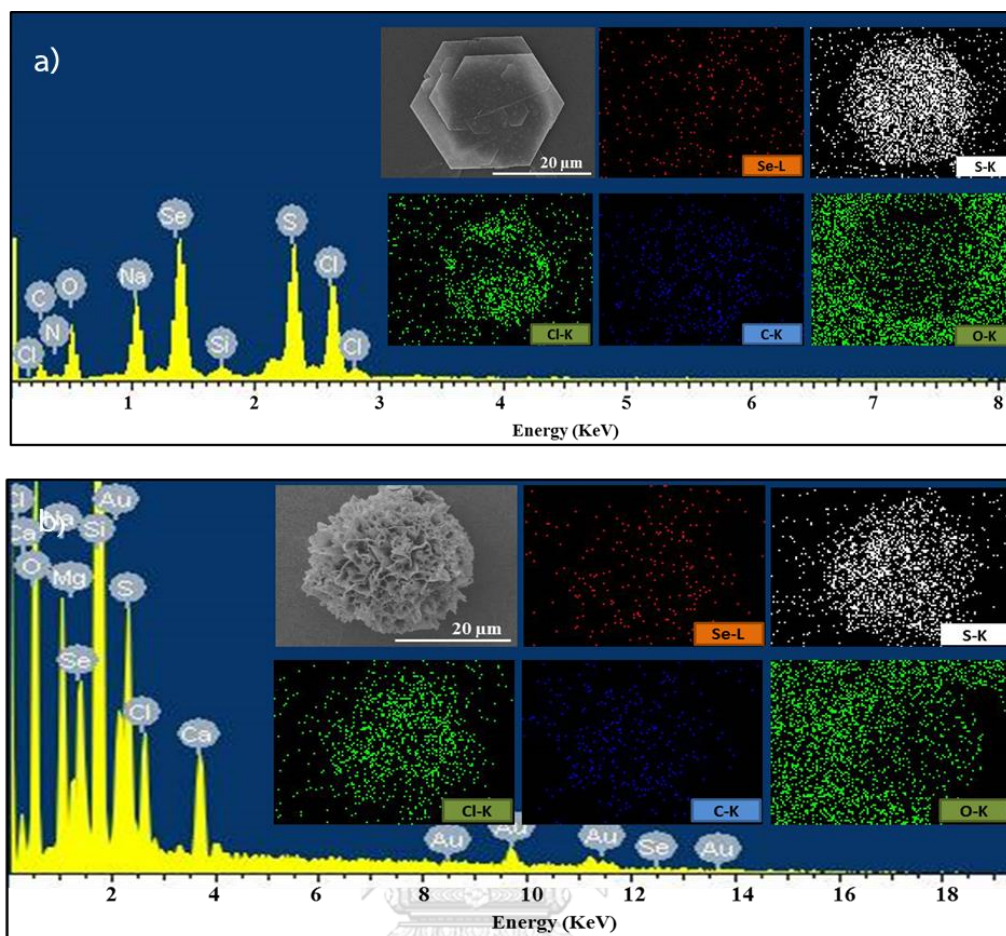 a)
20 μm
Se-L
S-K
Se
S
Cl
O
Na
C
N
Cl
Si
Cl
Cl-K
C-K
O-K
1 2 3 4 5 6 7 8
Energy (KeV)
b)
Cl
Au
Ca
Si
O
Mg
S
Se
Cl
Ca
20 μm
Se-L
S-K
Cl-K
C-K
O-K
Au
Au
Au
Se
Au
2 4 6 8 10 12 14 16 18
Energy (KeV)